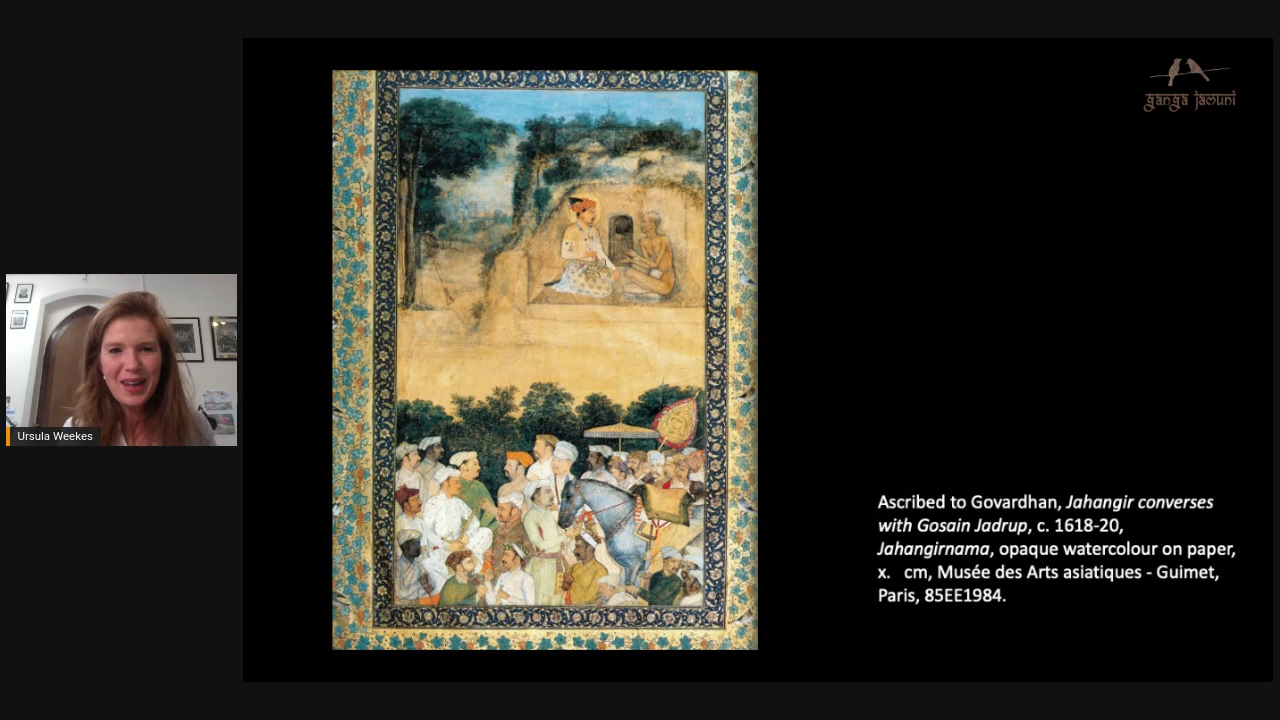 ganga jamuni
Ursula Weekes
Ascribed to Govardhan, Jahangir converses
with Gosain Jadrup, c. 1618-20,
Jahangirnama, opaque watercolour on paper,
x. cm, Musée des Arts asiatiques - Guimet,
Paris, 85EE1984.